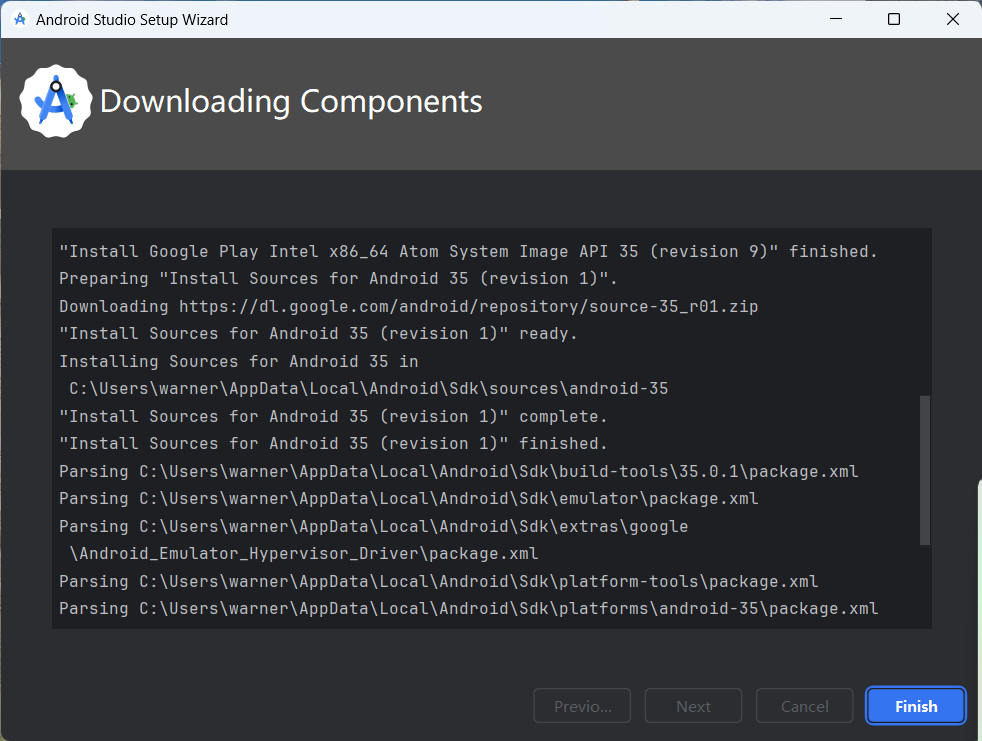 Android Studio Setup Wizard
Downloading Components
"Install Google Play Intel x86_64 Atom System Image API 35 (revision 9)" finished.
Preparing "Install Sources for Android 35 (revision 1)".
Downloading https://dl.google.com/android/repository/source-35_r01.zip
"Install Sources for Android 35 (revision 1)" ready.
Installing Sources for Android 35 in
C:\Users\warner\AppData\Local\Android\Sdk\sources\android-35
"Install Sources for Android 35 (revision 1)" complete.
"Install Sources for Android 35 (revision 1)" finished.
Parsing C:\Users\warner\AppData\Local\Android\Sdk\build-tools\35.0.1\package.xml
Parsing C:\Users\warner\AppData\Local\Android\Sdk\emulator\package.xml
Parsing C:\Users\warner\AppData\Local\Android\Sdk\extras\google
\Android_Emulator_Hypervisor_Driver\package.xml
Parsing C:\Users\warner\AppData\Local\Android\Sdk\platform-tools\package.xml
Parsing C:\Users\warner\AppData\Local\Android\Sdk\platforms\android-35\package.xml
Previo... Next Cancel Finish